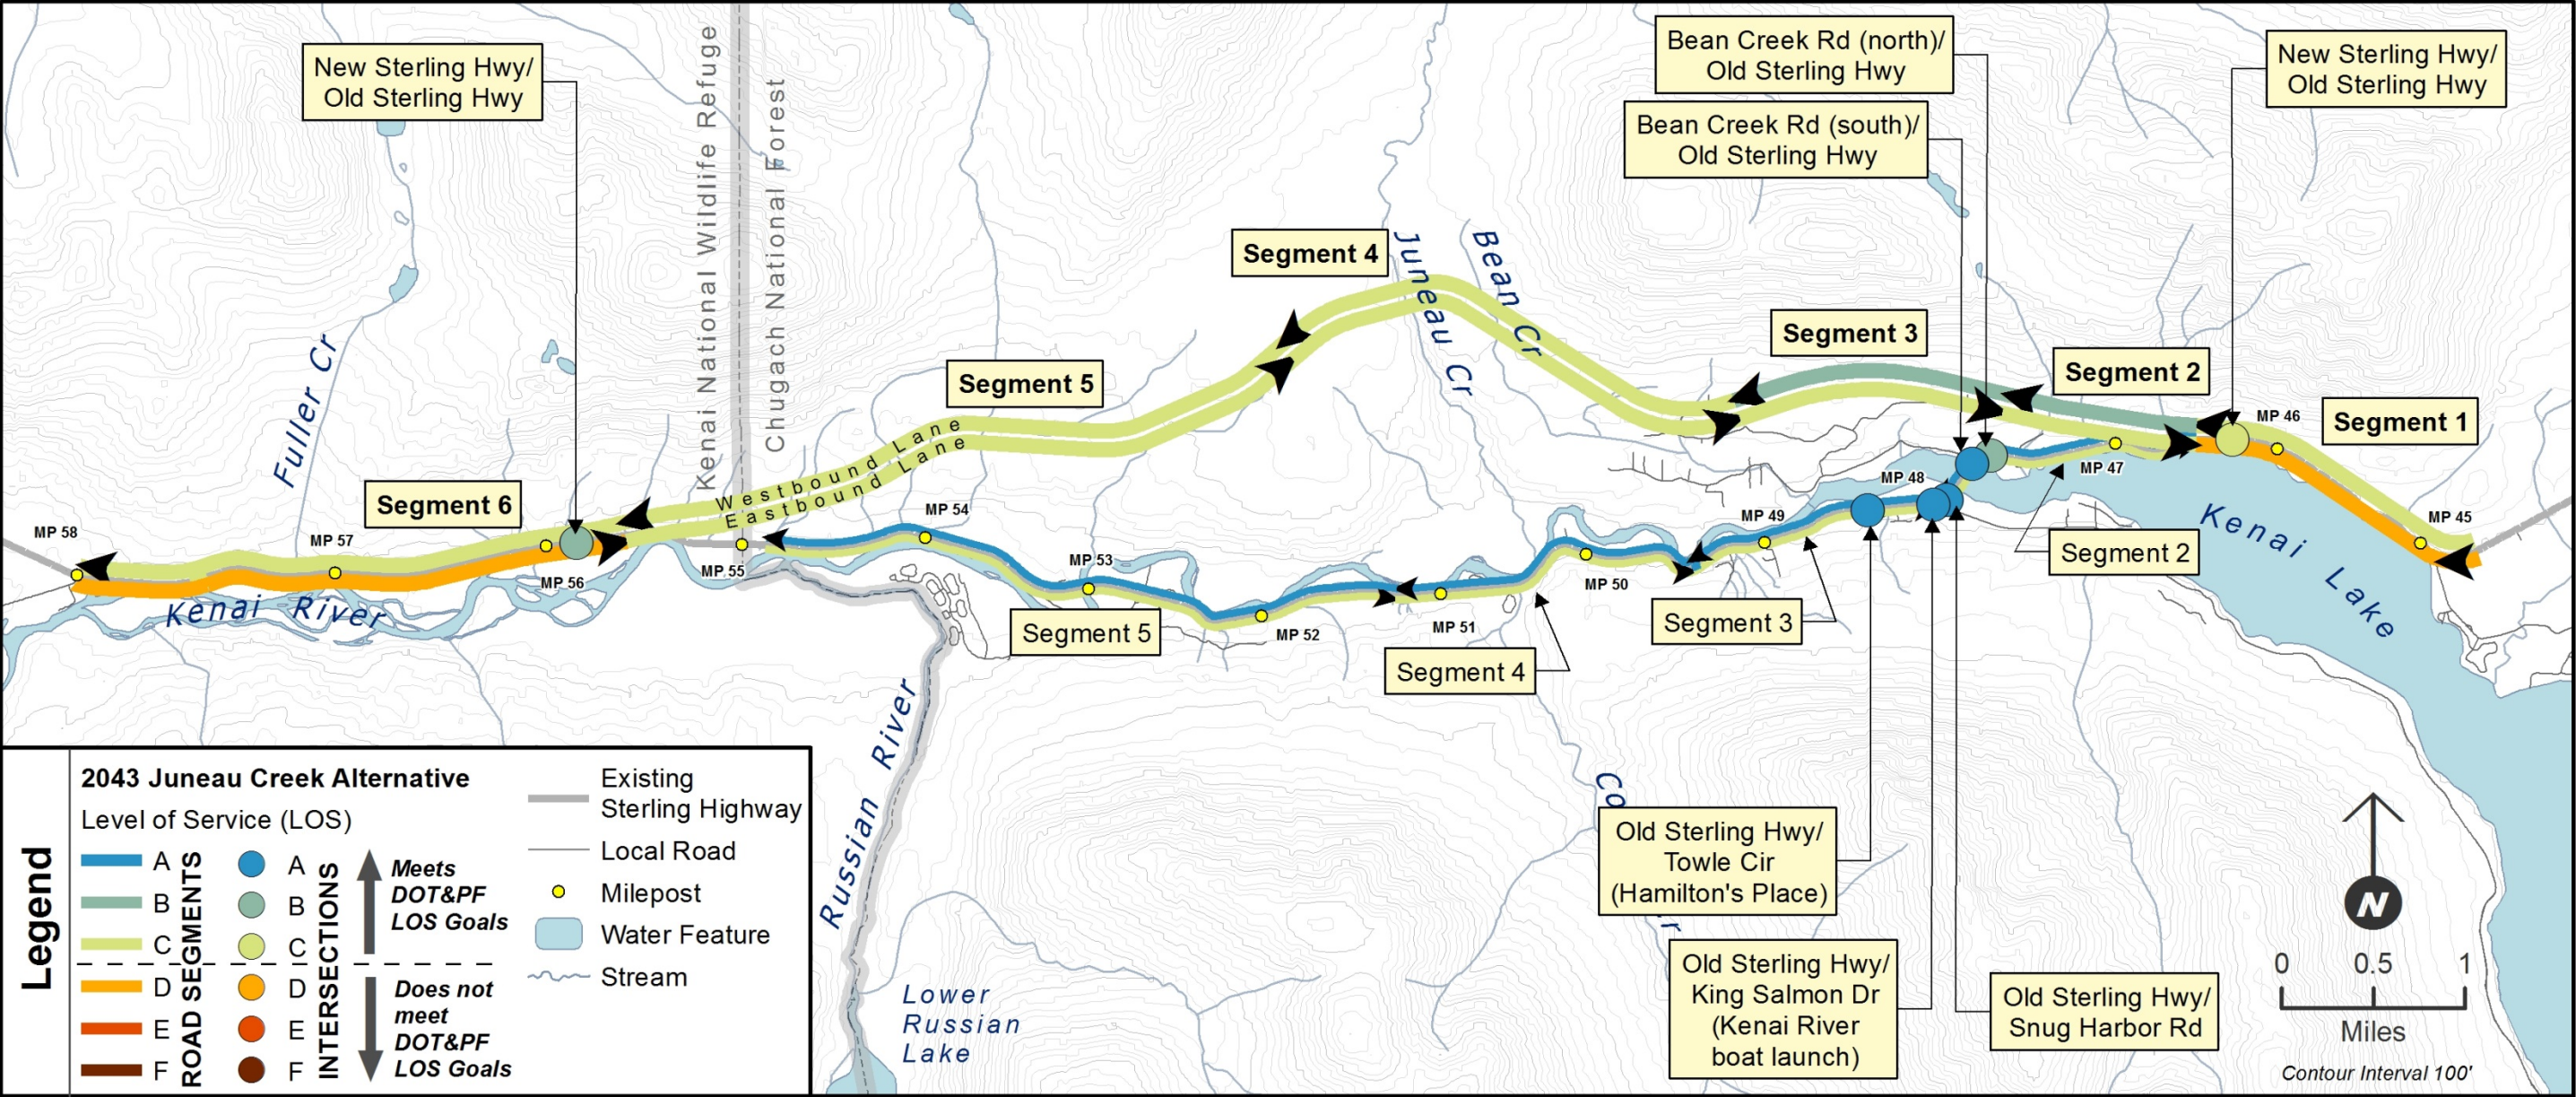 New Sterling Hwy/
Old Sterling Hwy
Kenai National Wildlife Refuge
Chugach National Forest
Bean Creek Rd (north)/
Old Sterling Hwy
Bean Creek Rd (south)/
Old Sterling Hwy
New Sterling Hwy/
Old Sterling Hwy
Segment 4
Juneau Cr
Bean Cr
Segment 3
Segment 2
Segment 1
Segment 5
Segment 6
Fuller Cr
Westbound Lane
Eastbound Lane
MP 46
MP 45
MP 47
MP 48
MP 49
MP 50
MP 51
MP 52
MP 53
MP 54
MP 55
MP 56
MP 57
MP 58
Kenai River
Kenai Lake
Segment 2
Segment 3
Segment 4
Segment 5
Russian River
Lower
Russian
Lake
Old Sterling Hwy/
Towle Cir
(Hamilton's Place)
Old Sterling Hwy/
King Salmon Dr
(Kenai River
boat launch)
Old Sterling Hwy/
Snug Harbor Rd
Legend
2043 Juneau Creek Alternative
Level of Service (LOS)
ROAD SEGMENTS
A
B
C
D
E
F
INTERSECTIONS
A
B
C
D
E
F
Meets
DOT&PF
LOS Goals
Does not
meet
DOT&PF
LOS Goals
Existing
Sterling Highway
Local Road
Milepost
Water Feature
Stream
N
0 0.5 1
Miles
Contour Interval 100'